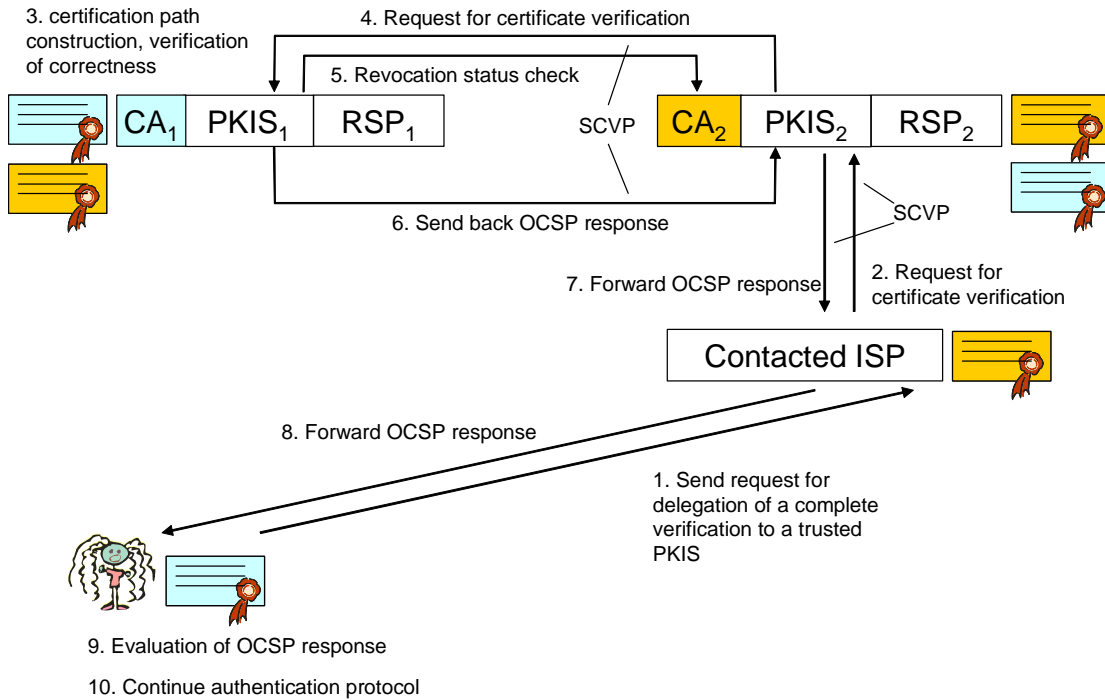 3. certification path
construction, verification
of correctness
4. Request for certificate verification
5. Revocation status check
CA1
PKIS1
RSP1
SCVP
CA2
PKIS2
RSP2
6. Send back OCSP response
SCVP
7. Forward OCSP response
2. Request for
certificate verification
Contacted ISP
8. Forward OCSP response
1. Send request for
delegation of a complete
verification to a trusted
PKIS
9. Evaluation of OCSP response
10. Continue authentication protocol